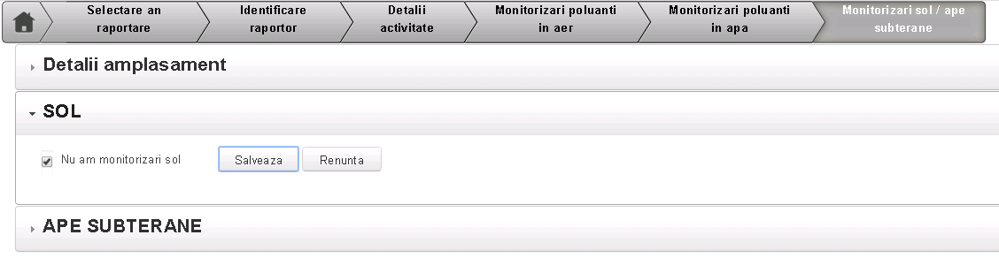 Selectare an
raportare
Identificare
raportor
Detalii
activitate
Monitorizari poluanti
in aer
Monitorizari poluanti
in apa
Monitorizari sol / ape
subterane
Detalii amplasament
SOL
Nu am monitorizari sol
Salveaza
Renunta
APE SUBTERANE